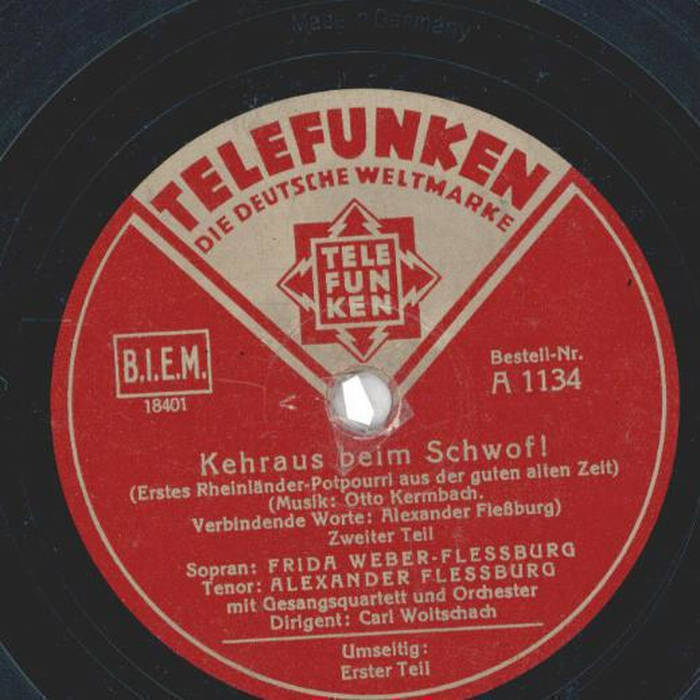 Made in Germany
TELEFUNKEN
DIE DEUTSCHE WELTMARKE
TELE
FUN
KEN
B.I.E.M.
18401
Bestell-Nr.
A 1134
Kehraus beim Schwof!
(Erstes Rheinländer-Potpourri aus der guten alten Zeit)
(Musik: Otto Kermbach.
Verbindende Worte: Alexander Fleßburg)
Zweiter Teil
Sopran: FRIDA WEBER-FLESSBURG
Tenor: ALEXANDER FLESSBURG
mit Gesangsquartett und Orchester
Dirigent: Carl Woitschach
Umseitig:
Erster Teil